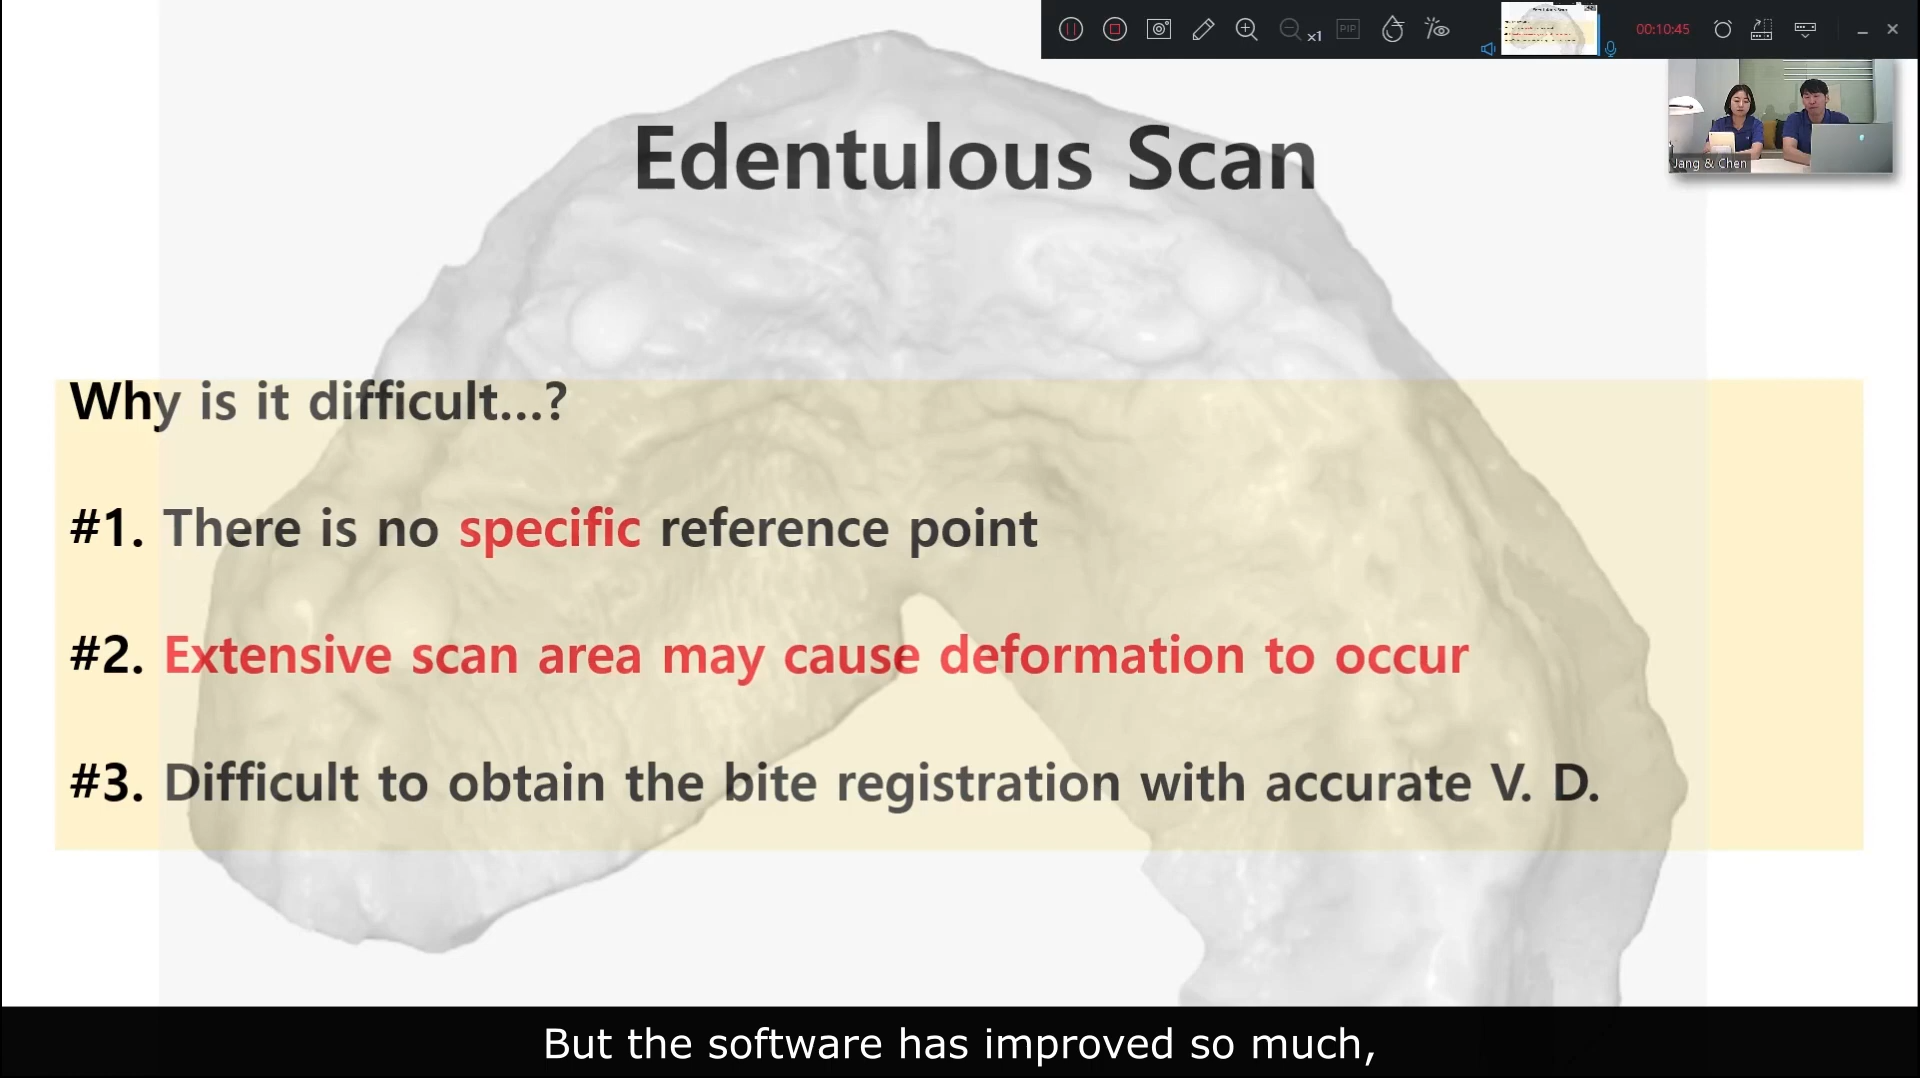 x1
PIP
00:10:45
Jang & Chen
Edentulous Scan
Why is it difficult...?
#1. There is no specific reference point
#2. Extensive scan area may cause deformation to occur
#3. Difficult to obtain the bite registration with accurate V. D.
But the software has improved so much,